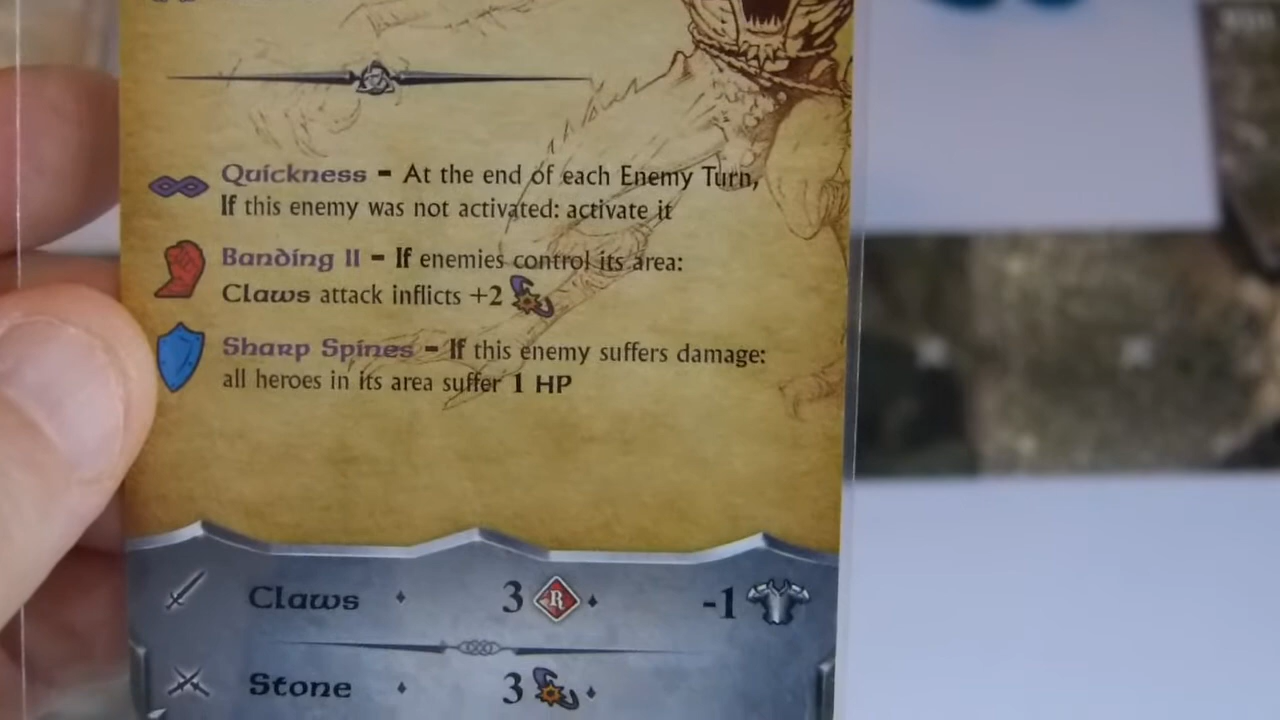 Quickness - At the end of each Enemy Turn,
If this enemy was not activated: activate it
Banding II - If enemies control its area:
Claws attack inflicts +2
Sharp Spines - If this enemy suffers damage:
all heroes in its area suffer 1 HP
Claws 3 R -1
Stone 3